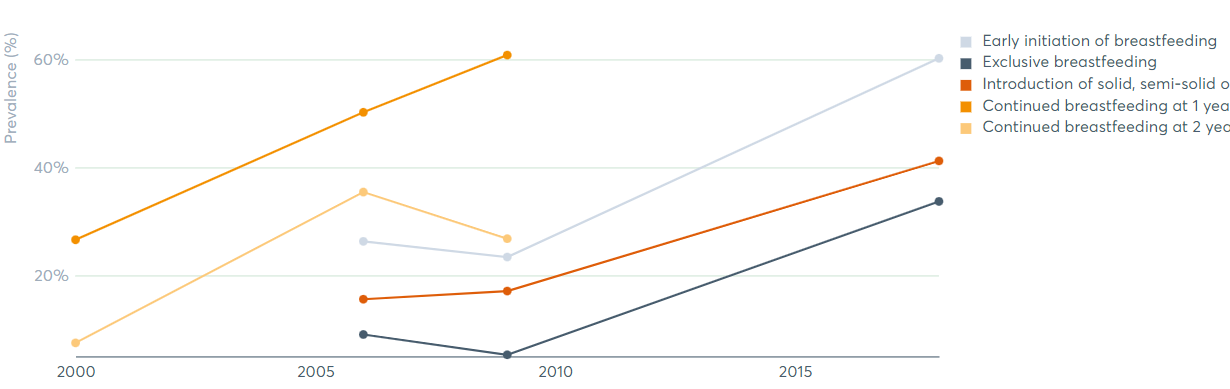 Prevalence (%)
60%
40%
20%
2000
2005
2010
2015
Early initiation of breastfeeding
Exclusive breastfeeding
Introduction of solid, semi-solid o
Continued breastfeeding at 1 yea
Continued breastfeeding at 2 yea